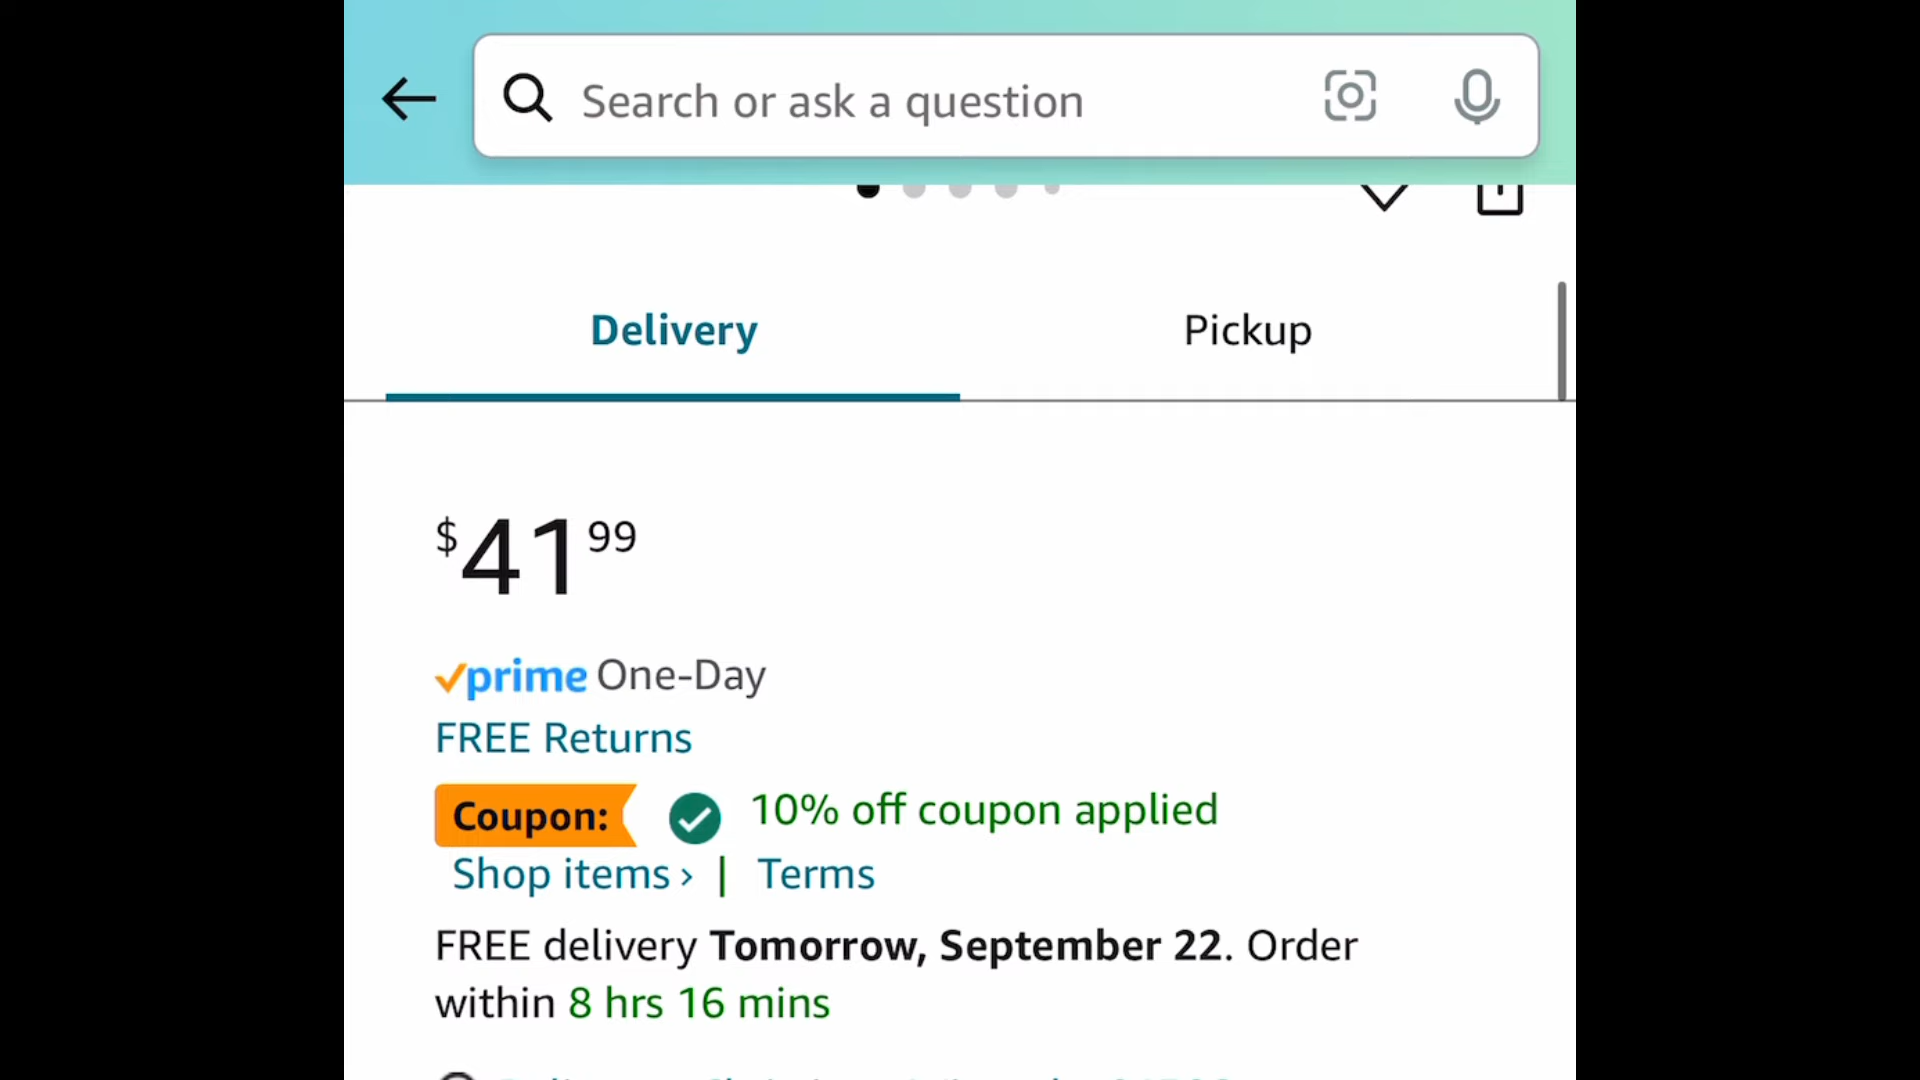 Search or ask a question
Delivery
Pickup
$41 99
prime One-Day
FREE Returns
Coupon: 10% off coupon applied
Shop items › | Terms
FREE delivery Tomorrow, September 22. Order
within 8 hrs 16 mins